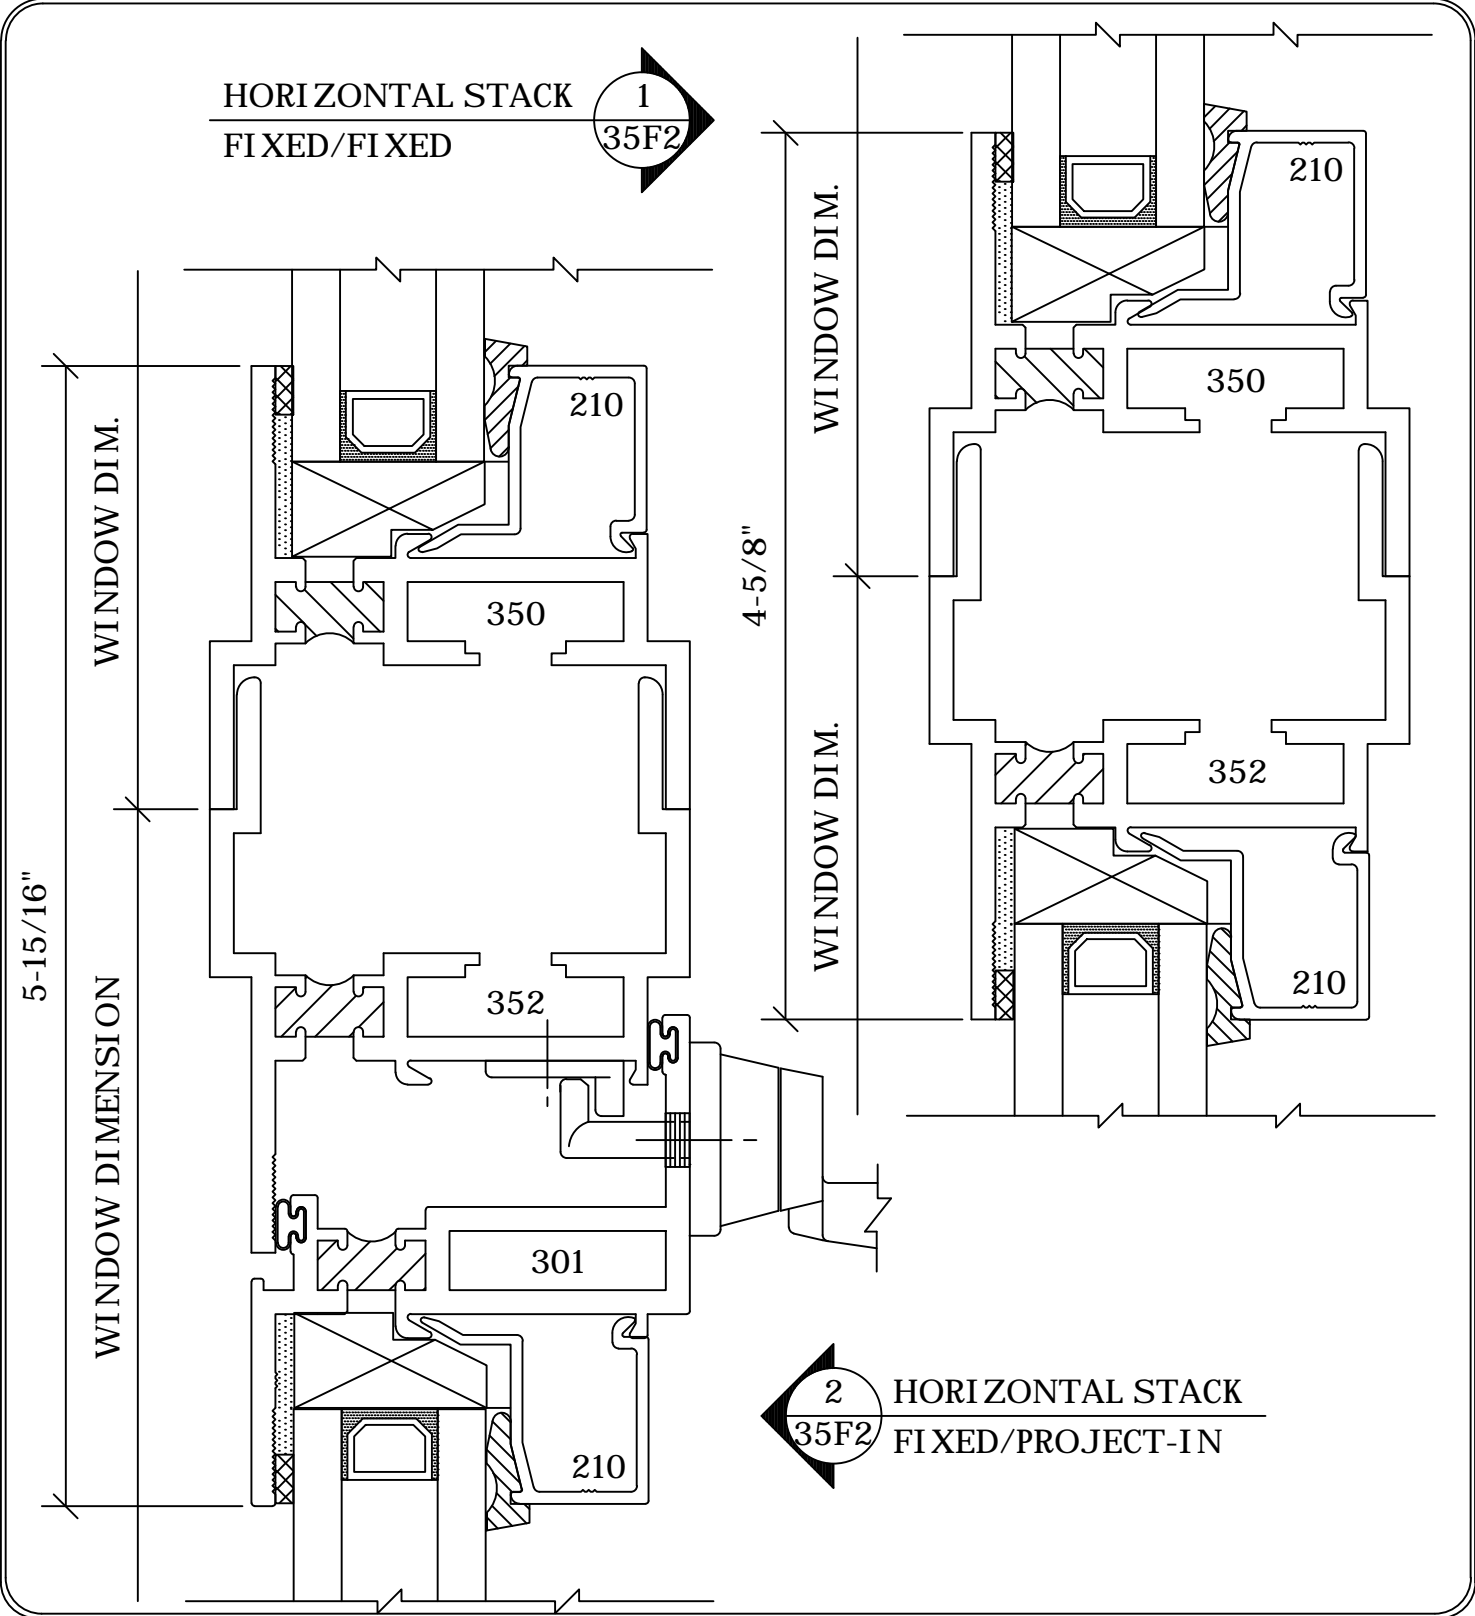 HORIZONTAL STACK
FIXED/FIXED
1
35F2
210
WINDOW DIM.
350
4-5/8"
WINDOW DIM.
352
210
210
WINDOW DIM.
350
5-15/16"
352
WINDOW DIMENSION
301
210
2
35F2
HORIZONTAL STACK
FIXED/PROJECT-IN